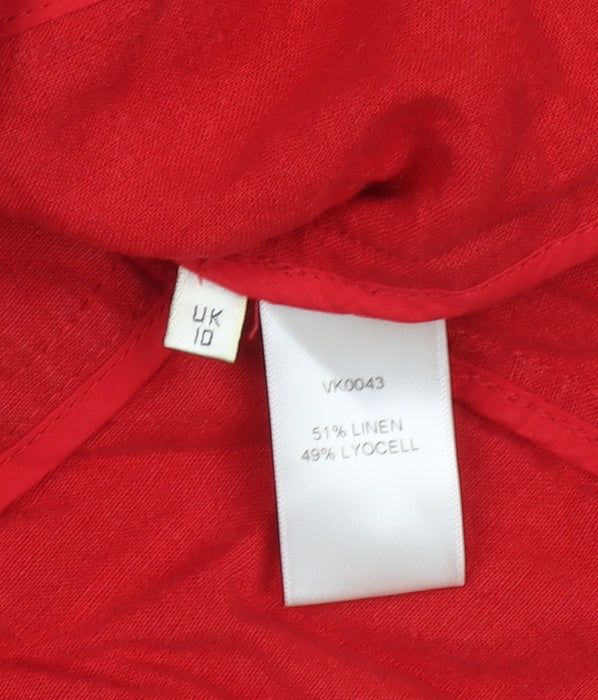 UK
10
VK0043
51% LINEN
49% LYOCELL